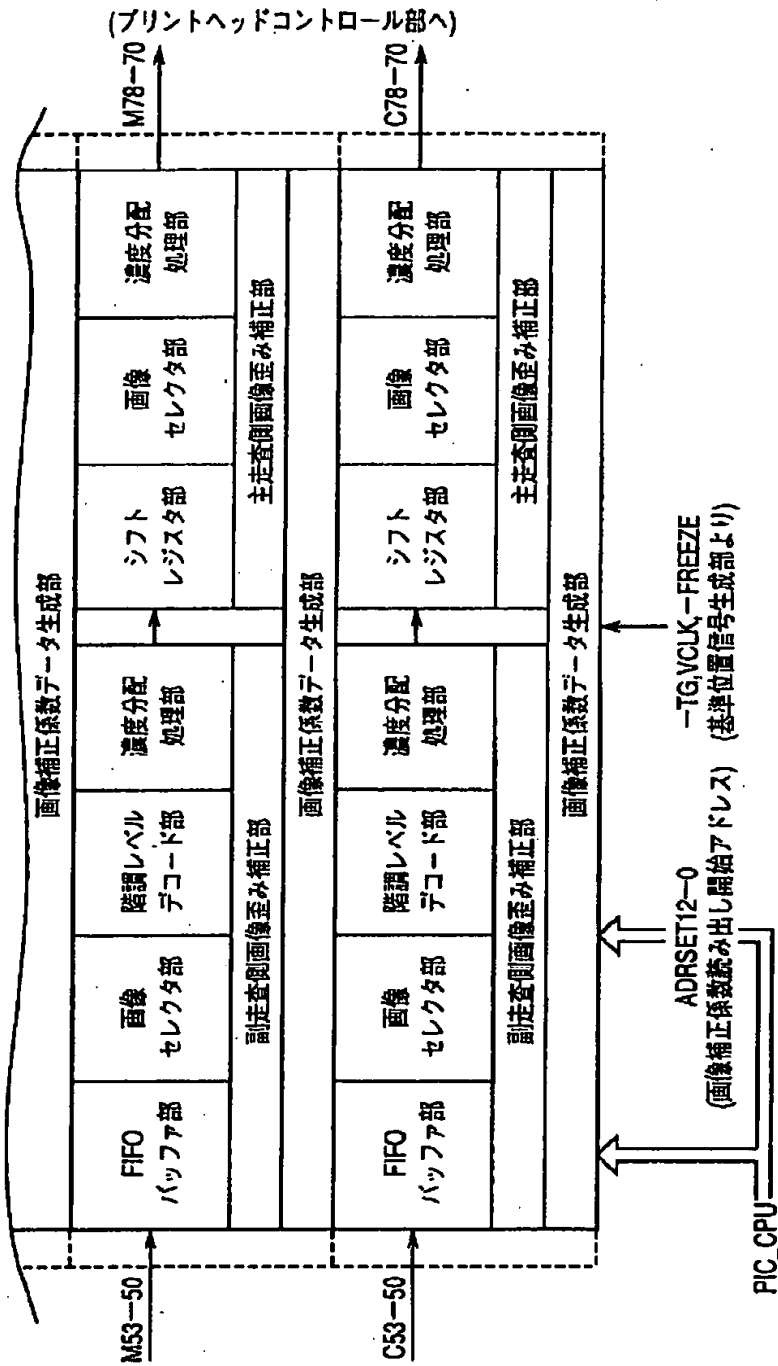 (プリントヘッドコントロール部へ)
M78-70
C78-70
画像補正係数データ生成部
M53-50
FIFO
バッファ部
画像
セレクタ部
階調レベル
デコード部
濃度分配
処理部
シフト
レジスタ部
画像
セレクタ部
濃度分配
処理部
副走査側画像歪み補正部
主走査側画像歪み補正部
画像補正係数データ生成部
C53-50
FIFO
バッファ部
画像
セレクタ部
階調レベル
デコード部
濃度分配
処理部
シフト
レジスタ部
画像
セレクタ部
濃度分配
処理部
副走査側画像歪み補正部
主走査側画像歪み補正部
画像補正係数データ生成部
ADRSET12-0
(画像補正係数読み出し開始アドレス)
-TG,VCLK,-FREEZE
(基準位置信号生成部より)
PIC_CPU